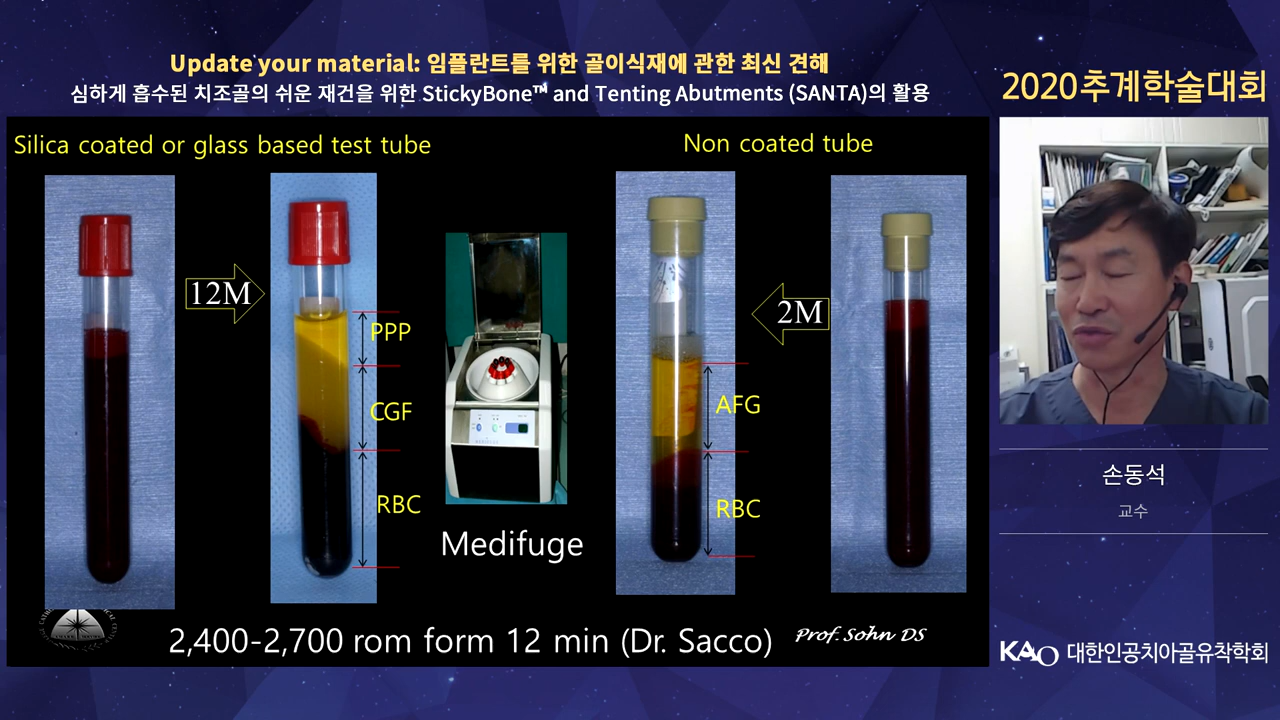 Update your material: 임플란트를 위한 골이식재에 관한 최신 견해
심하게 흡수된 치조골의 쉬운 재건을 위한 StickyBone™ and Tenting Abutments (SANTA)의 활용
2020추계학술대회
Silica coated or glass based test tube
Non coated tube
12M
2M
PPP
CGF
RBC
AFG
RBC
Medifuge
2,400-2,700 rom form 12 min (Dr. Sacco)
Prof. Sohn DS
손동석
교수
KAO 대한인공치아골유착학회